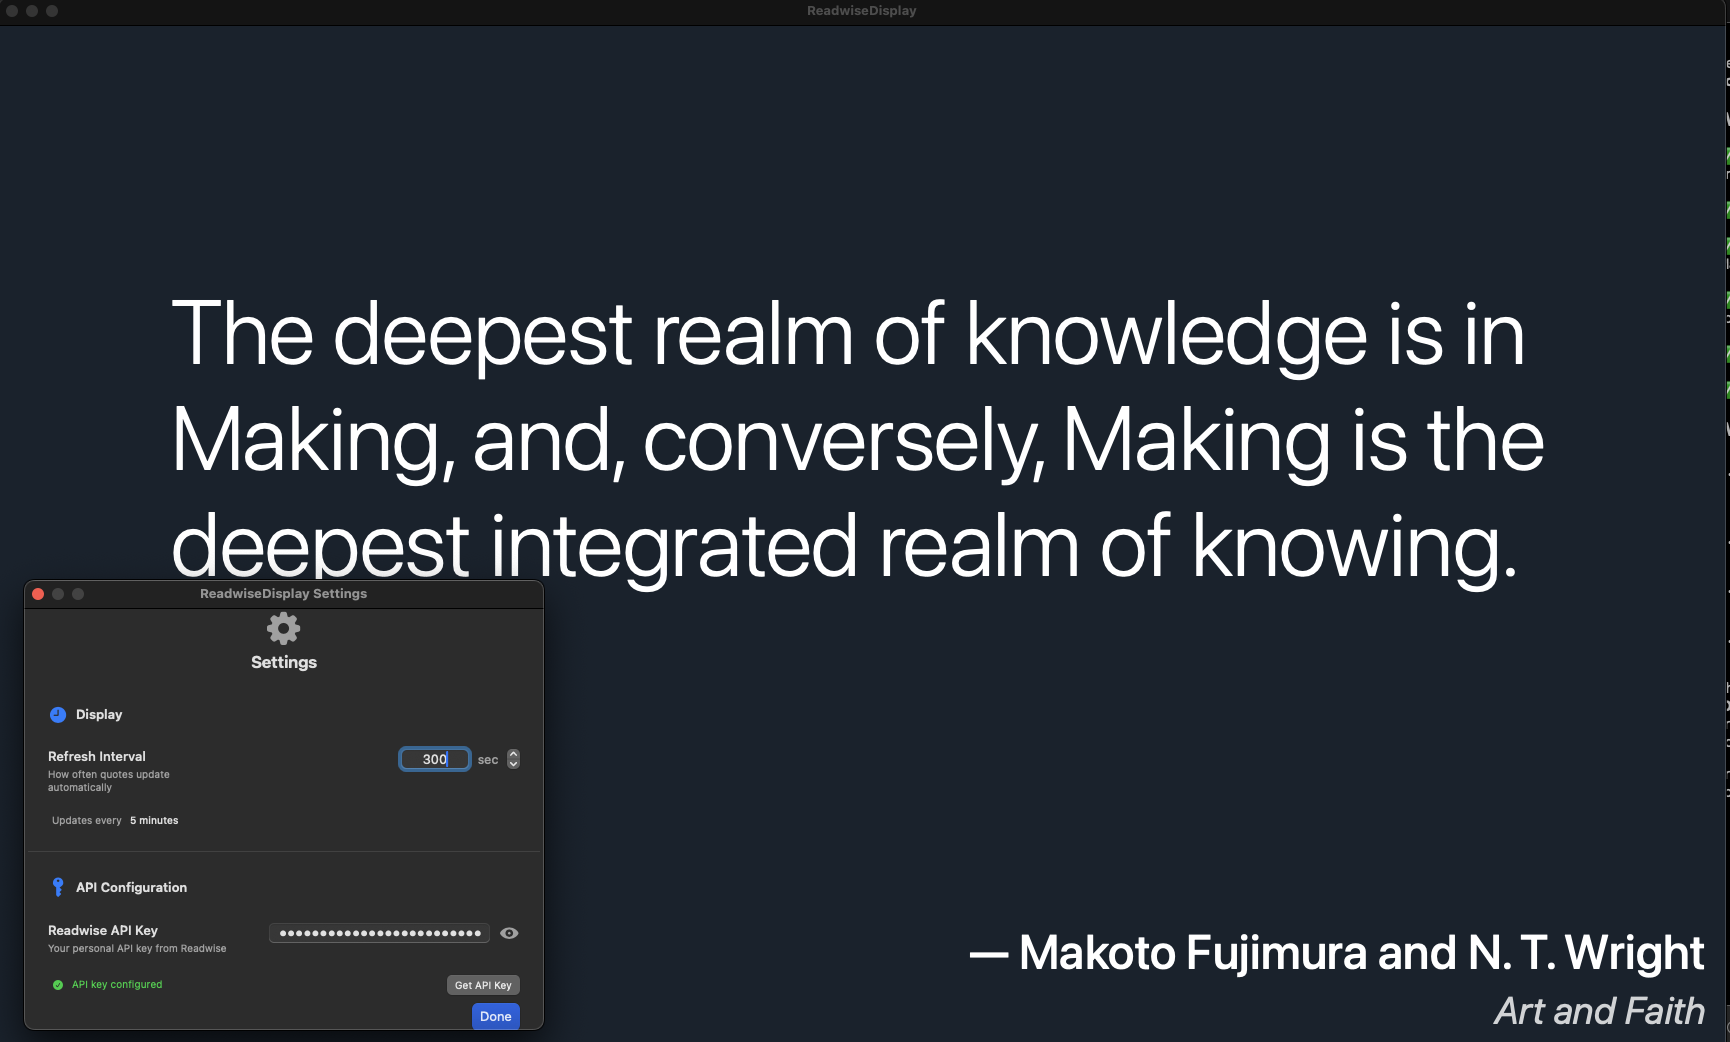 ReadwiseDisplay
The deepest realm of knowledge is in
Making, and, conversely, Making is the
deepest integrated realm of knowing.
ReadwiseDisplay Settings
Settings
Display
Refresh Interval
300 sec
How often quotes update
automatically
Updates every 5 minutes
API Configuration
Readwise API Key
Your personal API key from Readwise
API key configured
Get API Key
Done
— Makoto Fujimura and N. T. Wright
Art and Faith